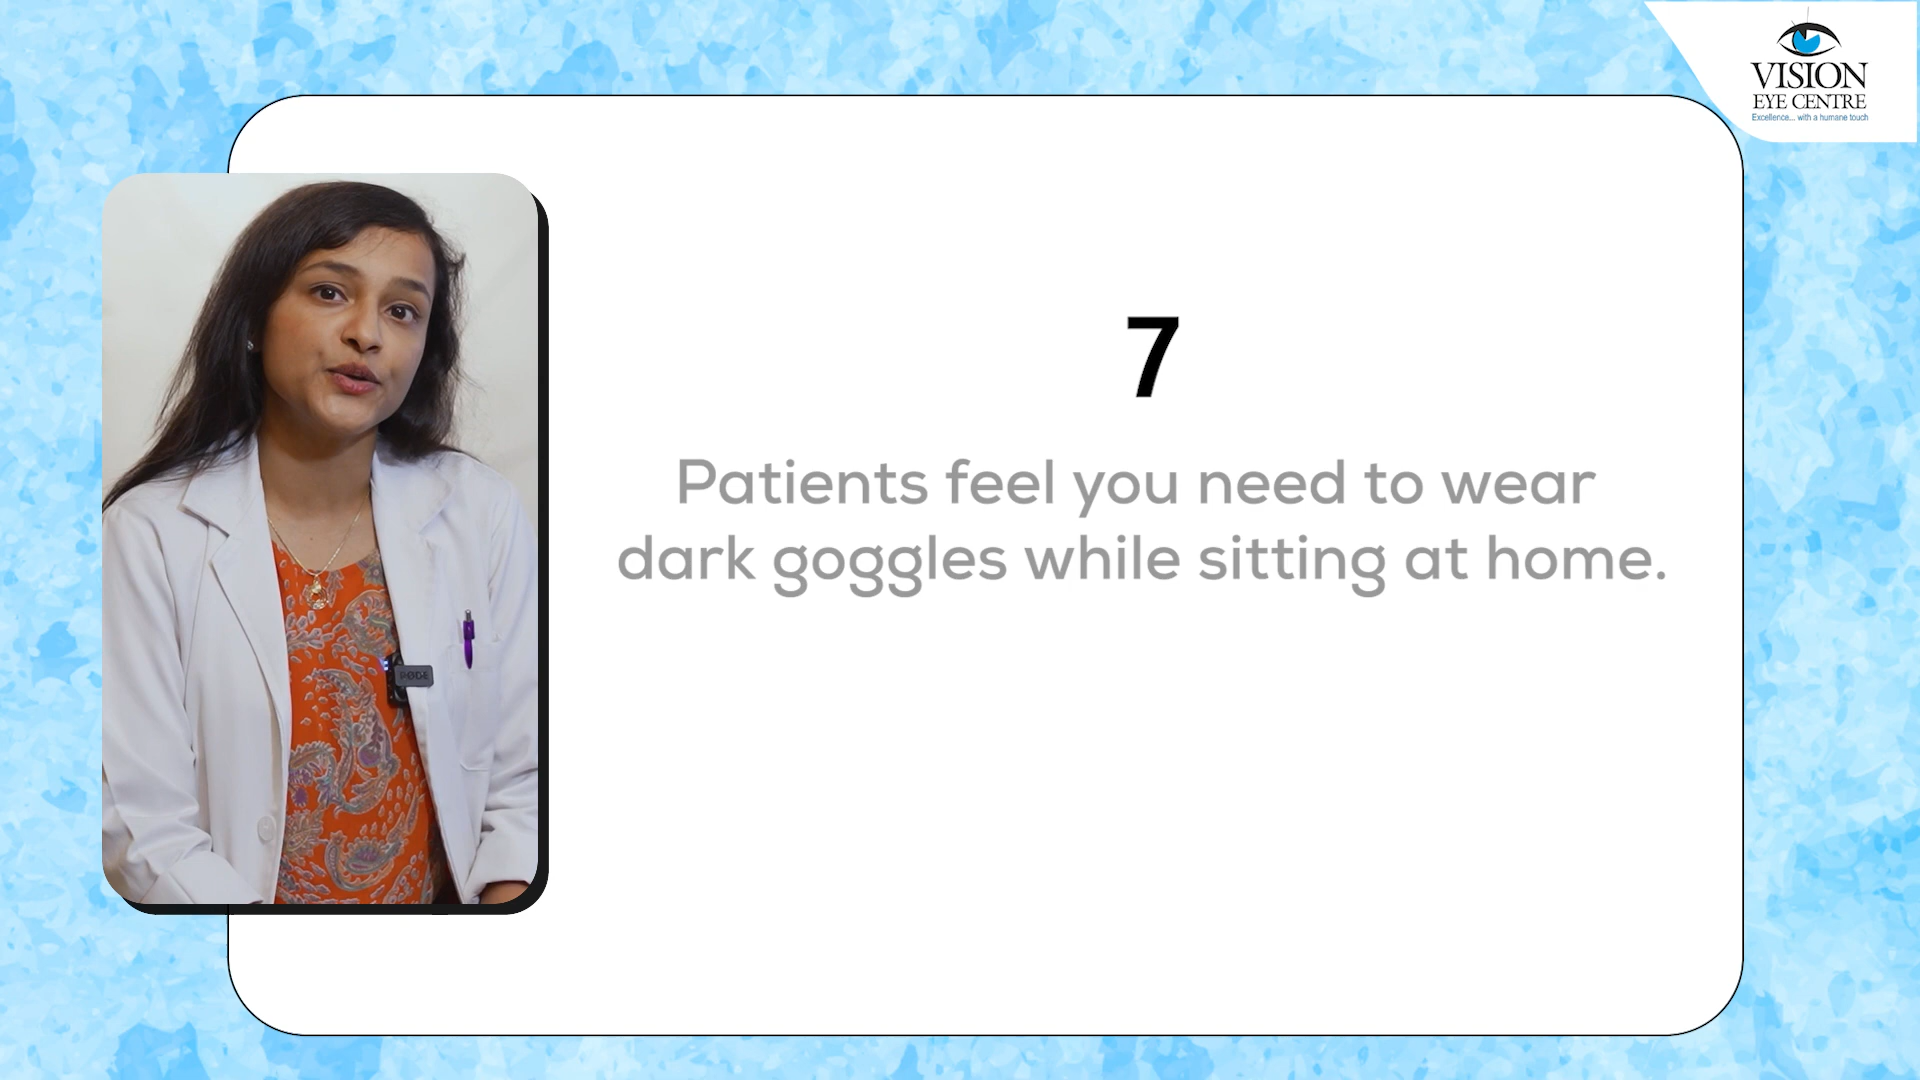 VISION
EYE CENTRE
Excellence... with a humane touch
7
Patients feel you need to wear
dark goggles while sitting at home.
RØDE